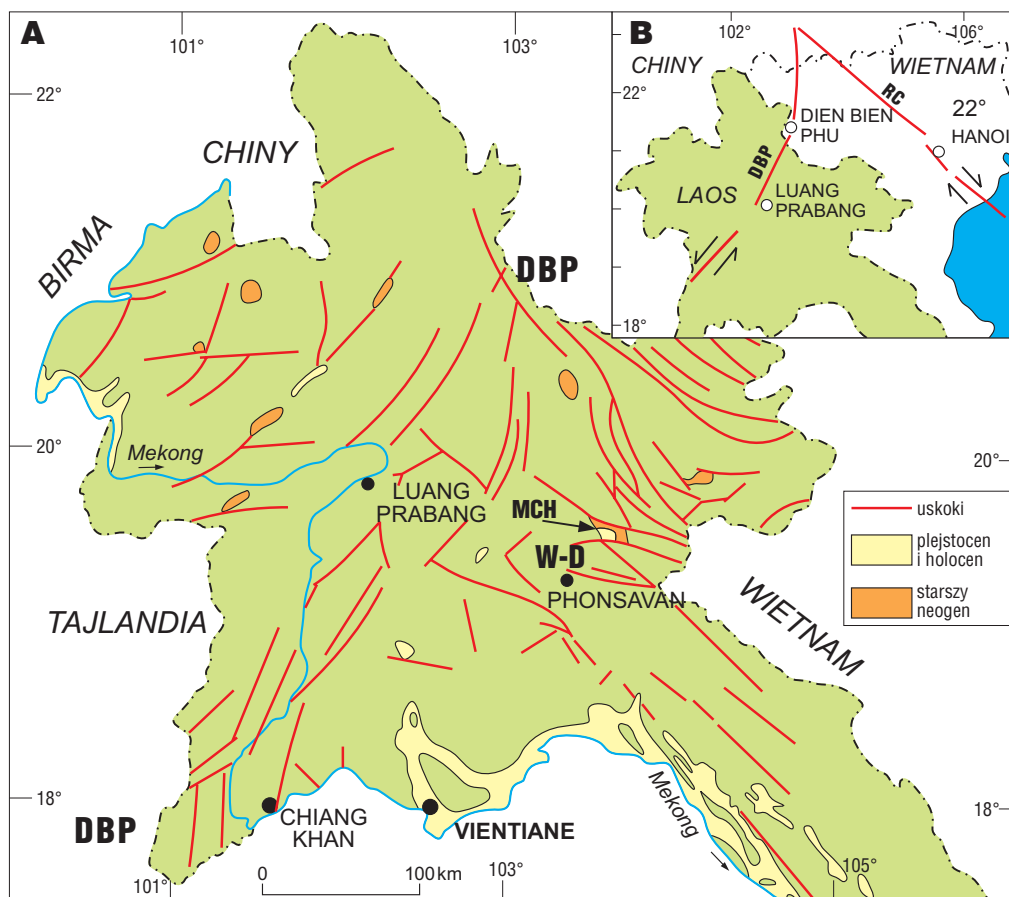 A
101°
103°
22°
CHINY
BIRMA
DBP
20°
Mekong
LUANG
PRABANG
MCH
W-D
PHONSAVAN
TAJLANDIA
WIETNAM
18°
DBP
CHIANG
KHAN
VIENTIANE
Mekong
101°
0
100 km
103°
105°
20°
18°
B
102°
106°
CHINY
WIETNAM
22°
RC
22°
DIEN BIEN
PHU
HANOI
DBP
LAOS
LUANG
PRABANG
18°
uskoki
plejstocen
i holocen
starszy
neogen